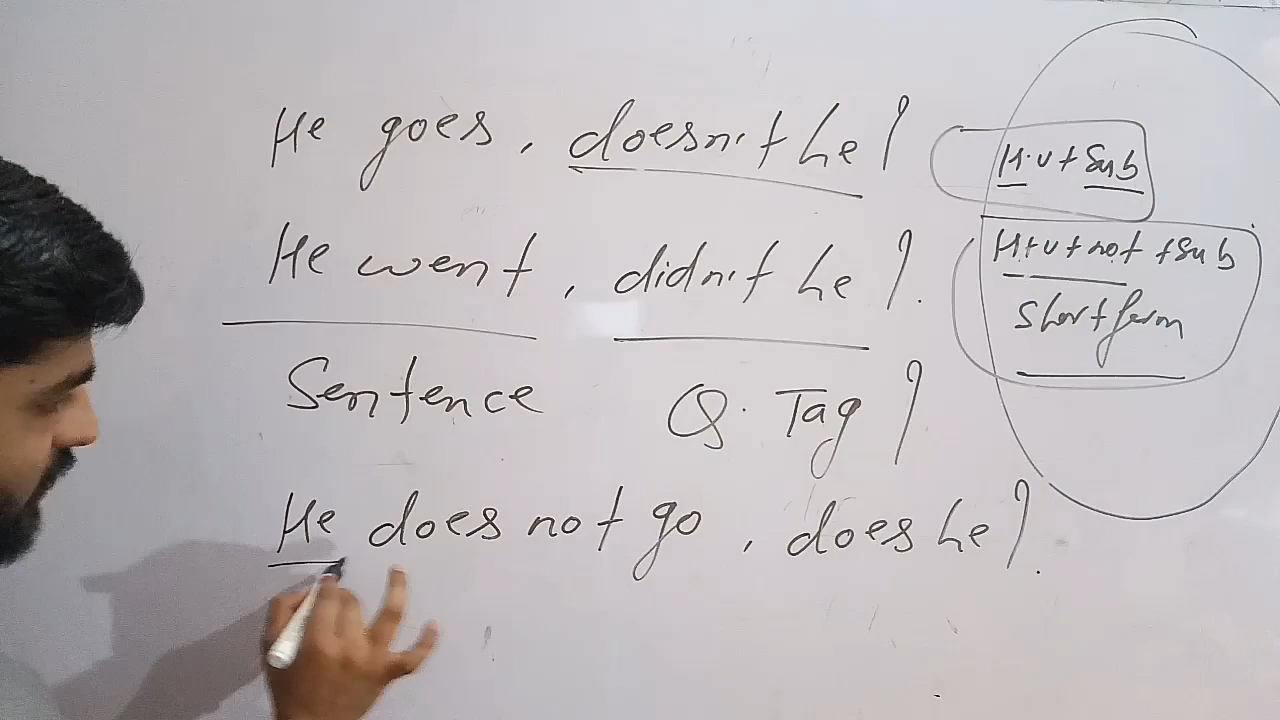 He goes, doesn't he?
He went, didn't he?
Sentence Q. Tag?
He does not go, does he?
H.v + Sub
H+v + not + Sub
Short form